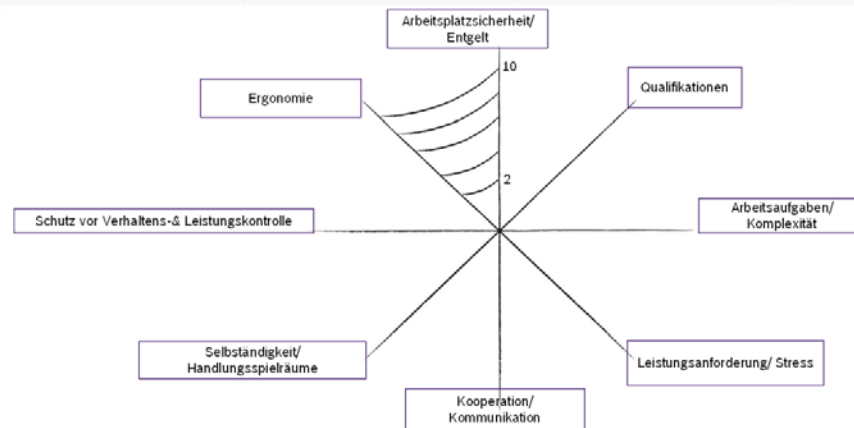 Arbeitsplatzsicherheit/
Entgelt
10
Ergonomie
Qualifikationen
2
Schutz vor Verhaltens-& Leistungskontrolle
Arbeitsaufgaben/
Komplexität
Selbständigkeit/
Handlungsspielräume
Leistungsanforderung/ Stress
Kooperation/
Kommunikation